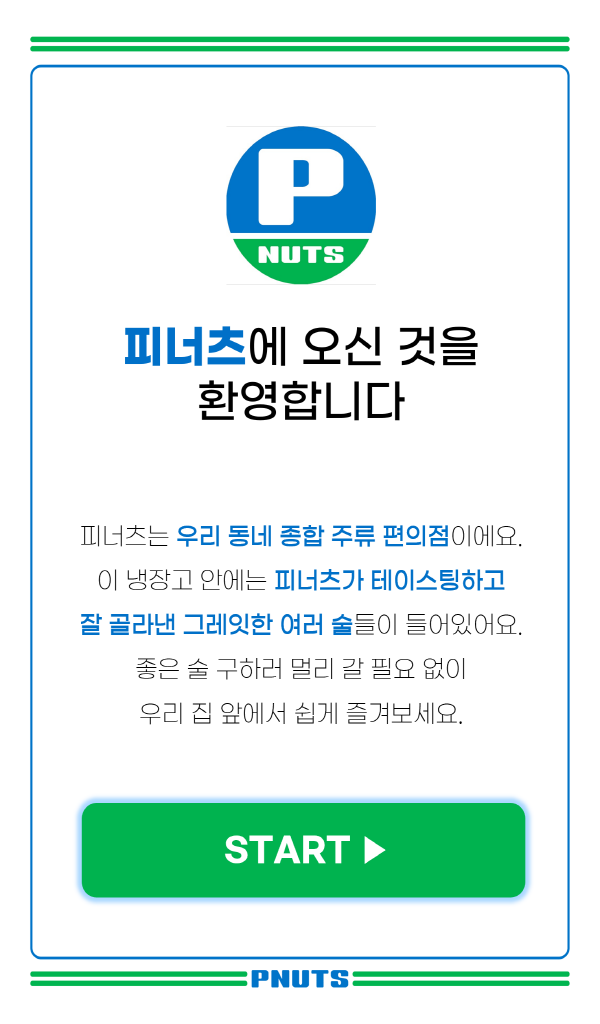 P
NUTS
피너츠에 오신 것을
환영합니다
피너츠는 우리 동네 종합 주류 편의점이에요.
이 냉장고 안에는 피너츠가 테이스팅하고
잘 골라낸 그레잇한 여러 술들이 들어있어요.
좋은 술 구하러 멀리 갈 필요 없이
우리 집 앞에서 쉽게 즐겨보세요.
START ▶
PNUTS